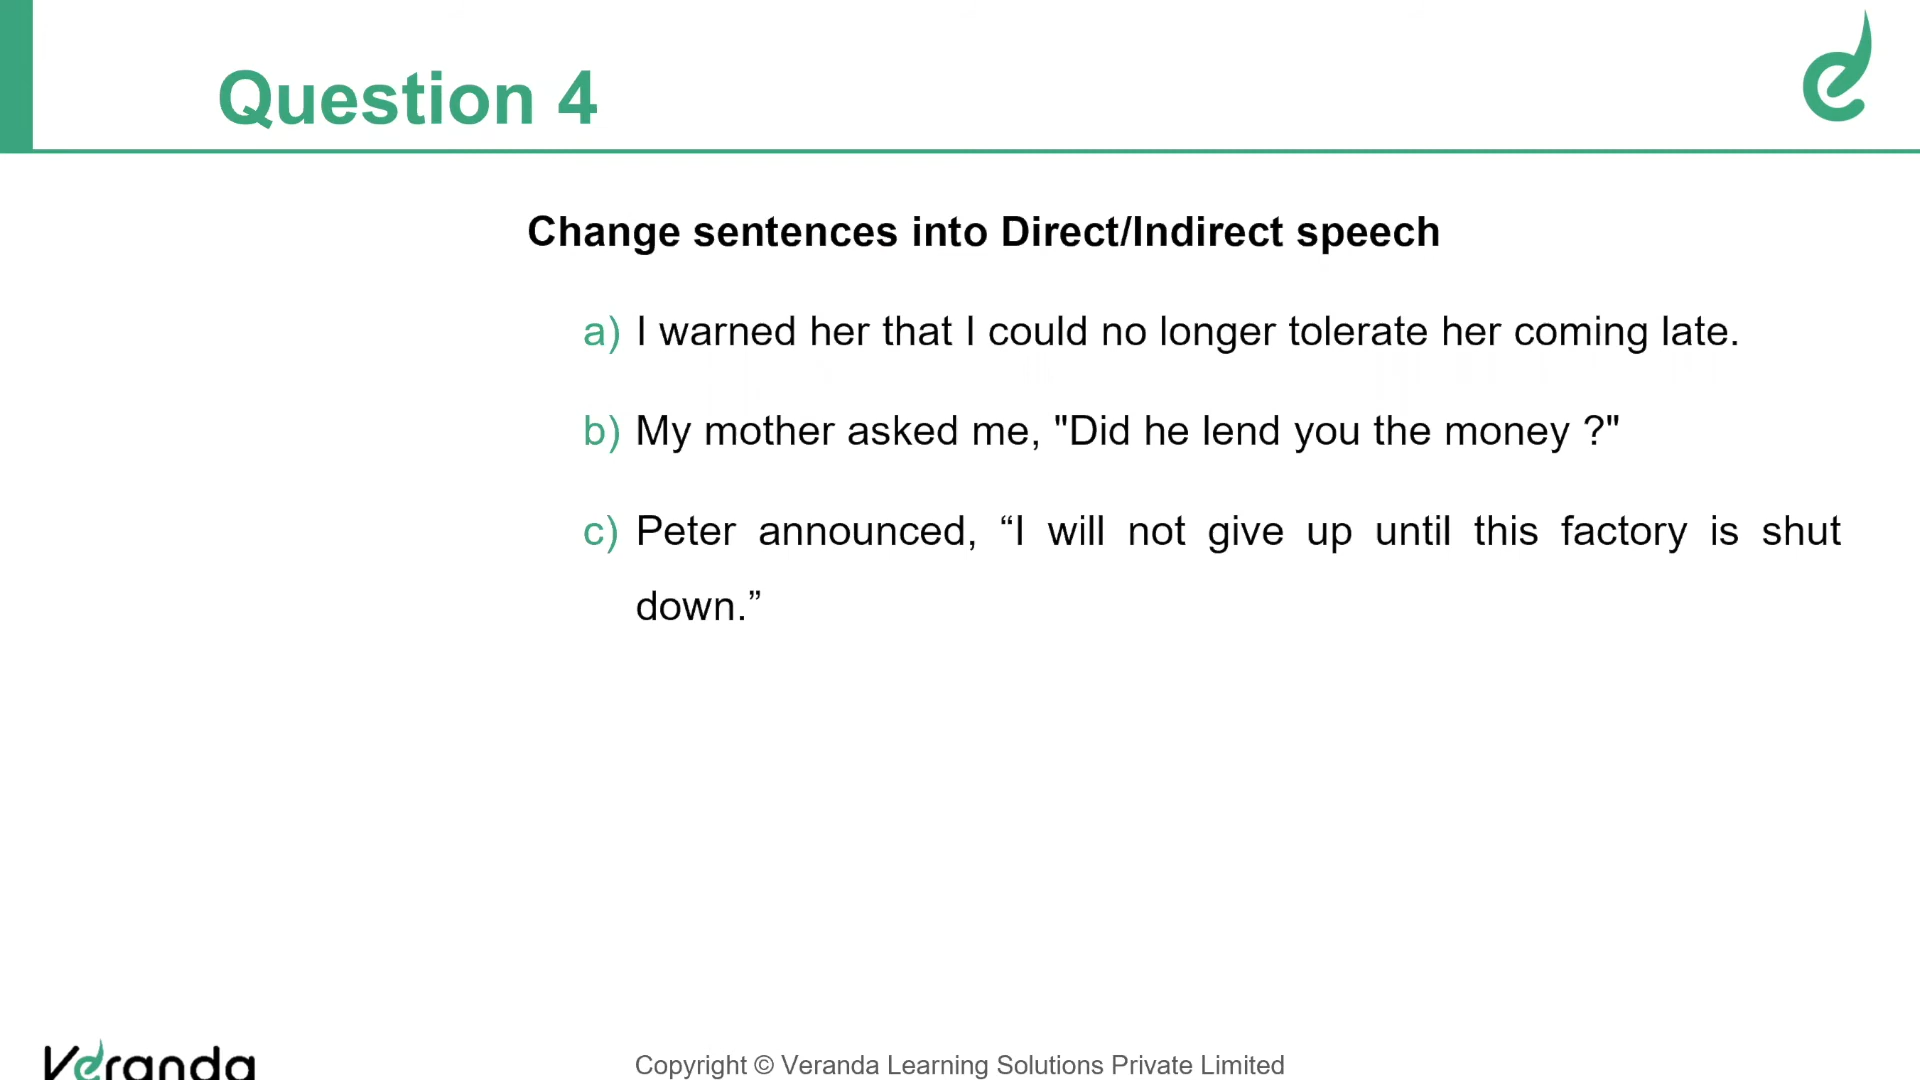 Question 4
Change sentences into Direct/Indirect speech
a) I warned her that I could no longer tolerate her coming late.
b) My mother asked me, "Did he lend you the money ?"
c) Peter announced, “I will not give up until this factory is shut
down.”
Veranda
Copyright © Veranda Learning Solutions Private Limited